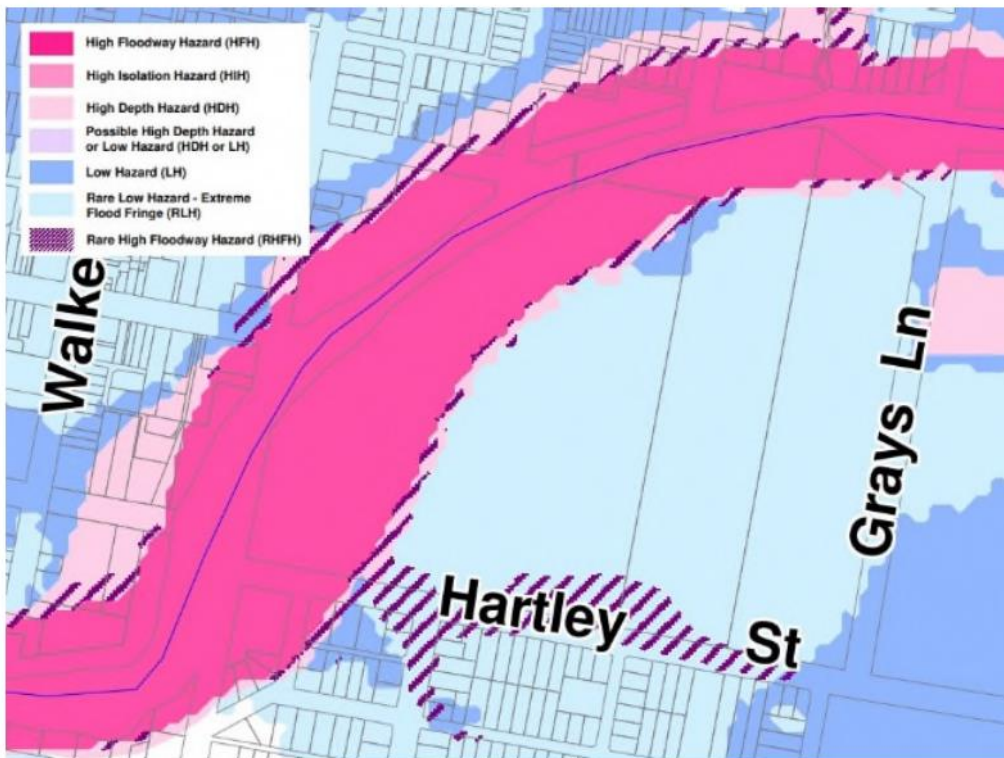 High Floodway Hazard (HFH)
High Isolation Hazard (HIH)
High Depth Hazard (HDH)
Possible High Depth Hazard
or Low Hazard (HDH or LH)
Low Hazard (LH)
Rare Low Hazard - Extreme
Flood Fringe (RLH)
Rare High Floodway Hazard (RHFH)
Walke
Grays Ln
Hartley St